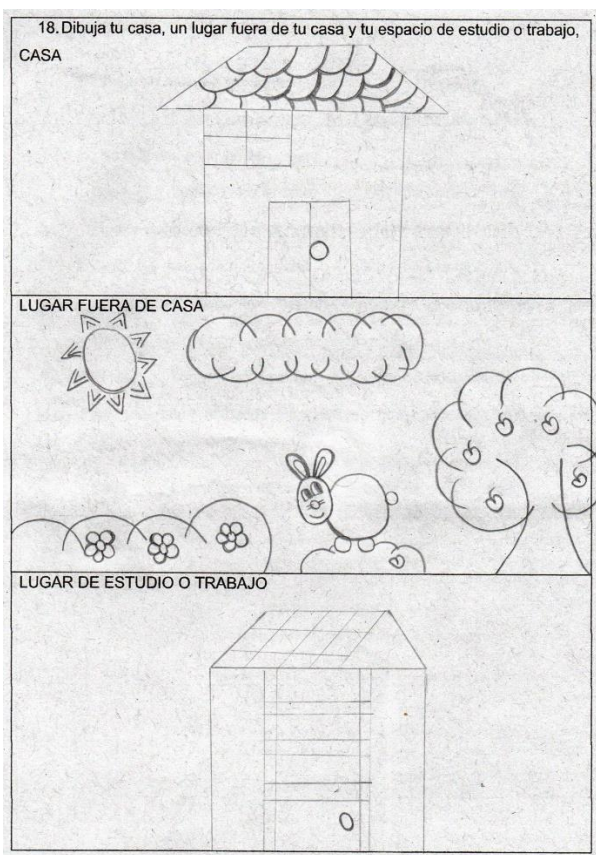 18. Dibuja tu casa, un lugar fuera de tu casa y tu espacio de estudio o trabajo,
CASA
LUGAR FUERA DE CASA
LUGAR DE ESTUDIO O TRABAJO